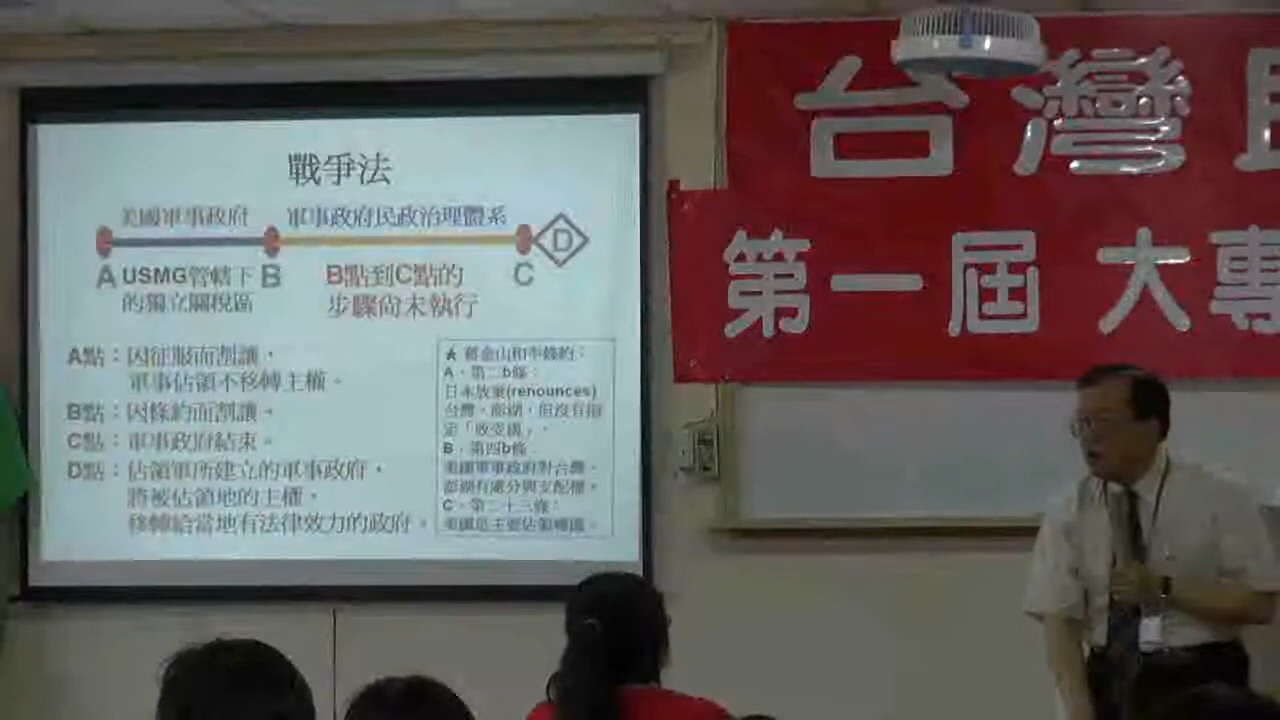 戰爭法
美國軍事政府 軍事政府民政治理體系
D
A USMG管轄下 B B點到C點的 C
的獨立關稅區 步驟尚未執行
A點：因征服而割讓，
軍事佔領不移轉主權。
B點：因條約而割讓。
C點：軍事政府結束。
D點：佔領軍所建立的軍事政府，
將被佔領地的主權，
移轉給當地有法律效力的政府。
★ 舊金山和平條約：
A、第二b條：
日本放棄(renounces)
台灣、澎湖，但沒有指
定「收受國」。
B、第四b條：
美國軍事政府對台灣、
澎湖有處分與支配權。
C、第二十三條：
美國是主要佔領權國。
台灣
第一屆 大專